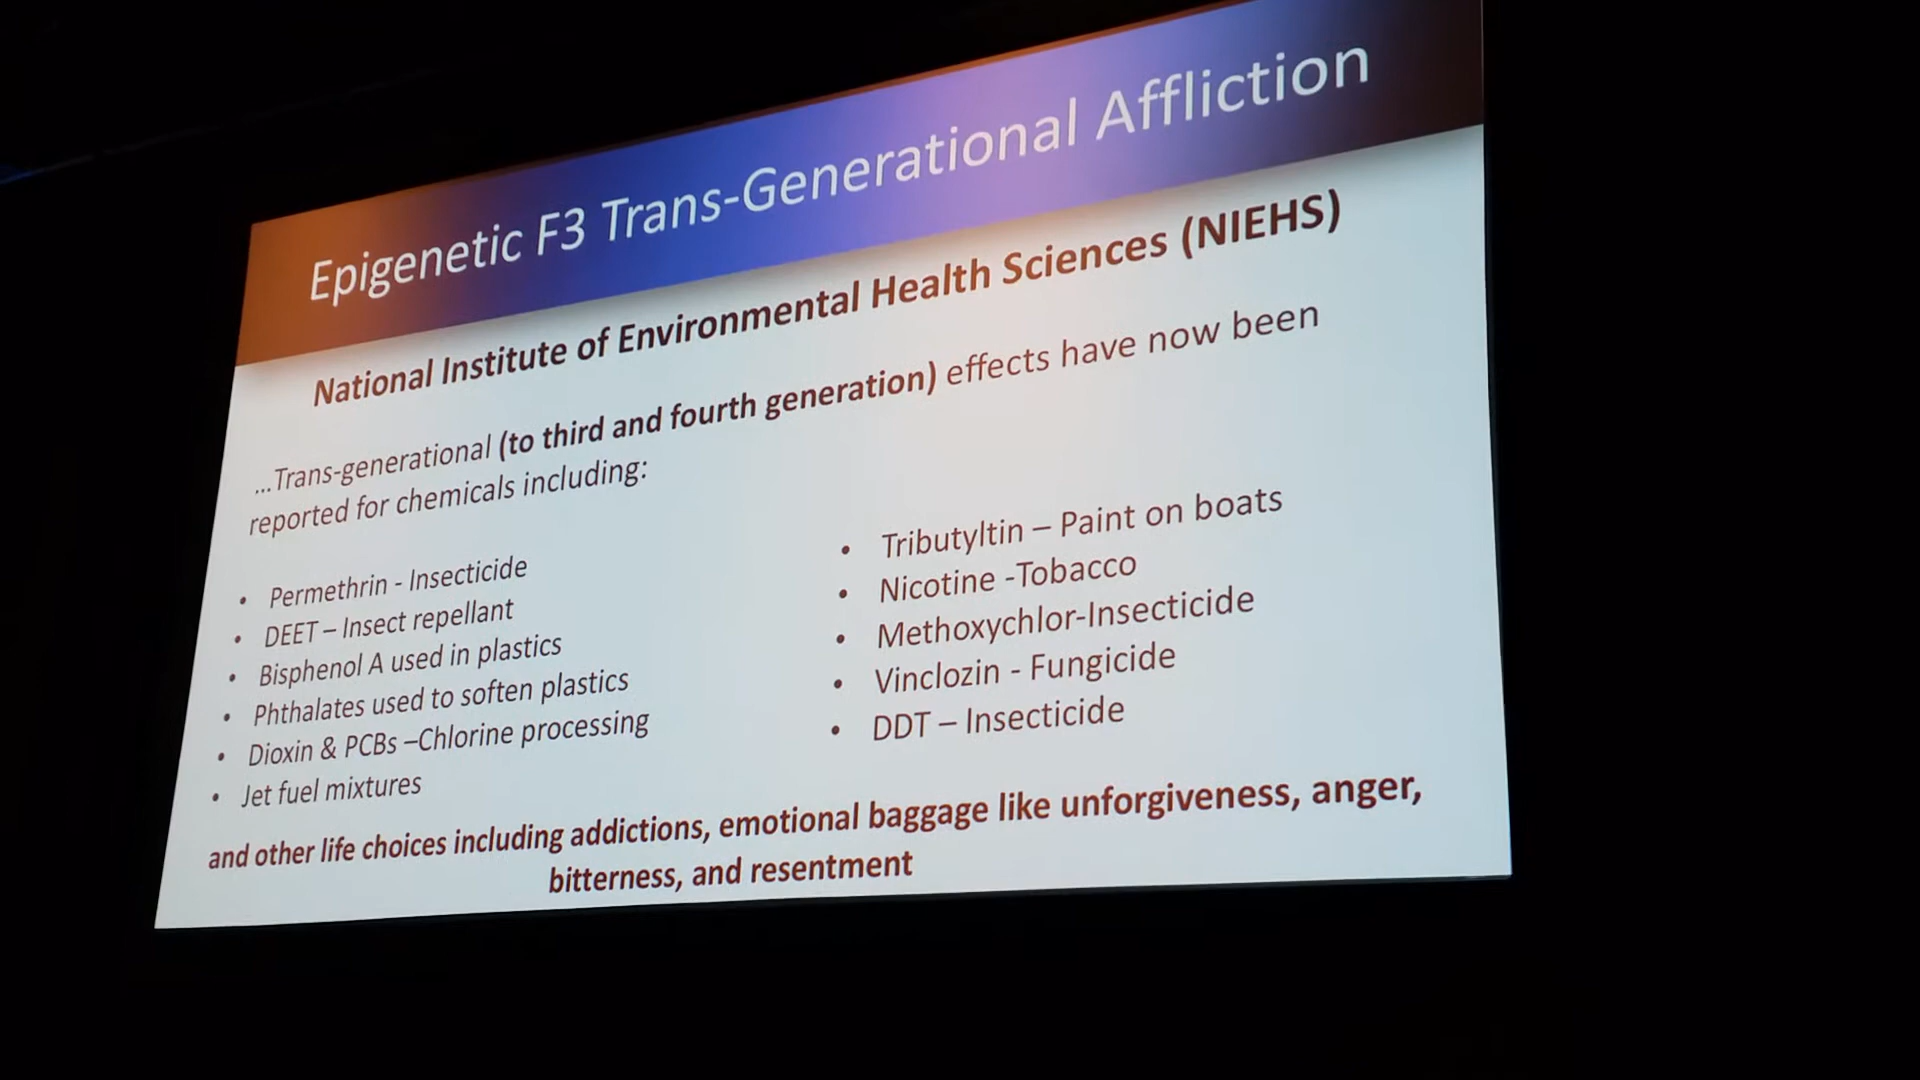 Epigenetic F3 Trans-Generational Affliction
National Institute of Environmental Health Sciences (NIEHS)
...Trans-generational (to third and fourth generation) effects have now been
reported for chemicals including:
• Permethrin - Insecticide
• DEET – Insect repellant
• Bisphenol A used in plastics
• Phthalates used to soften plastics
• Dioxin & PCBs –Chlorine processing
• Jet fuel mixtures
• Tributyltin – Paint on boats
• Nicotine -Tobacco
• Methoxychlor-Insecticide
• Vinclozin - Fungicide
• DDT – Insecticide
and other life choices including addictions, emotional baggage like unforgiveness, anger,
bitterness, and resentment